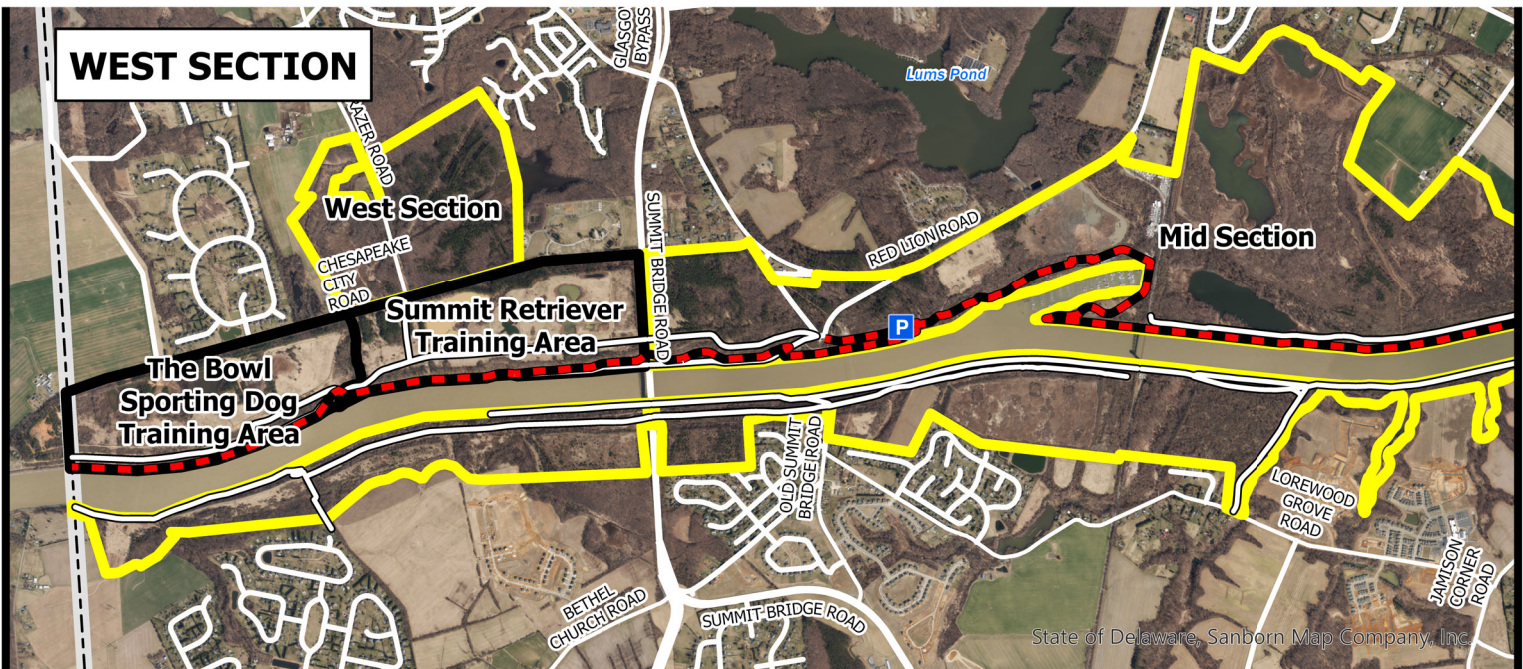 WEST SECTION
GLASGOW
BYPASS
Lums Pond
West Section
CHESAPEAKE
CITY
ROAD
SUMMIT BRIDGE ROAD
RED LION ROAD
Mid Section
Summit Retriever
Training Area
P
The Bowl
Sporting Dog
Training Area
OLD SUMMIT
BRIDGE ROAD
LOREWOOD
GROVE
ROAD
JAMISON
CORNER
ROAD
BETHEL
CHURCH ROAD
SUMMIT BRIDGE ROAD
State of Delaware, Sanborn Map Company, Inc.
AZER ROAD